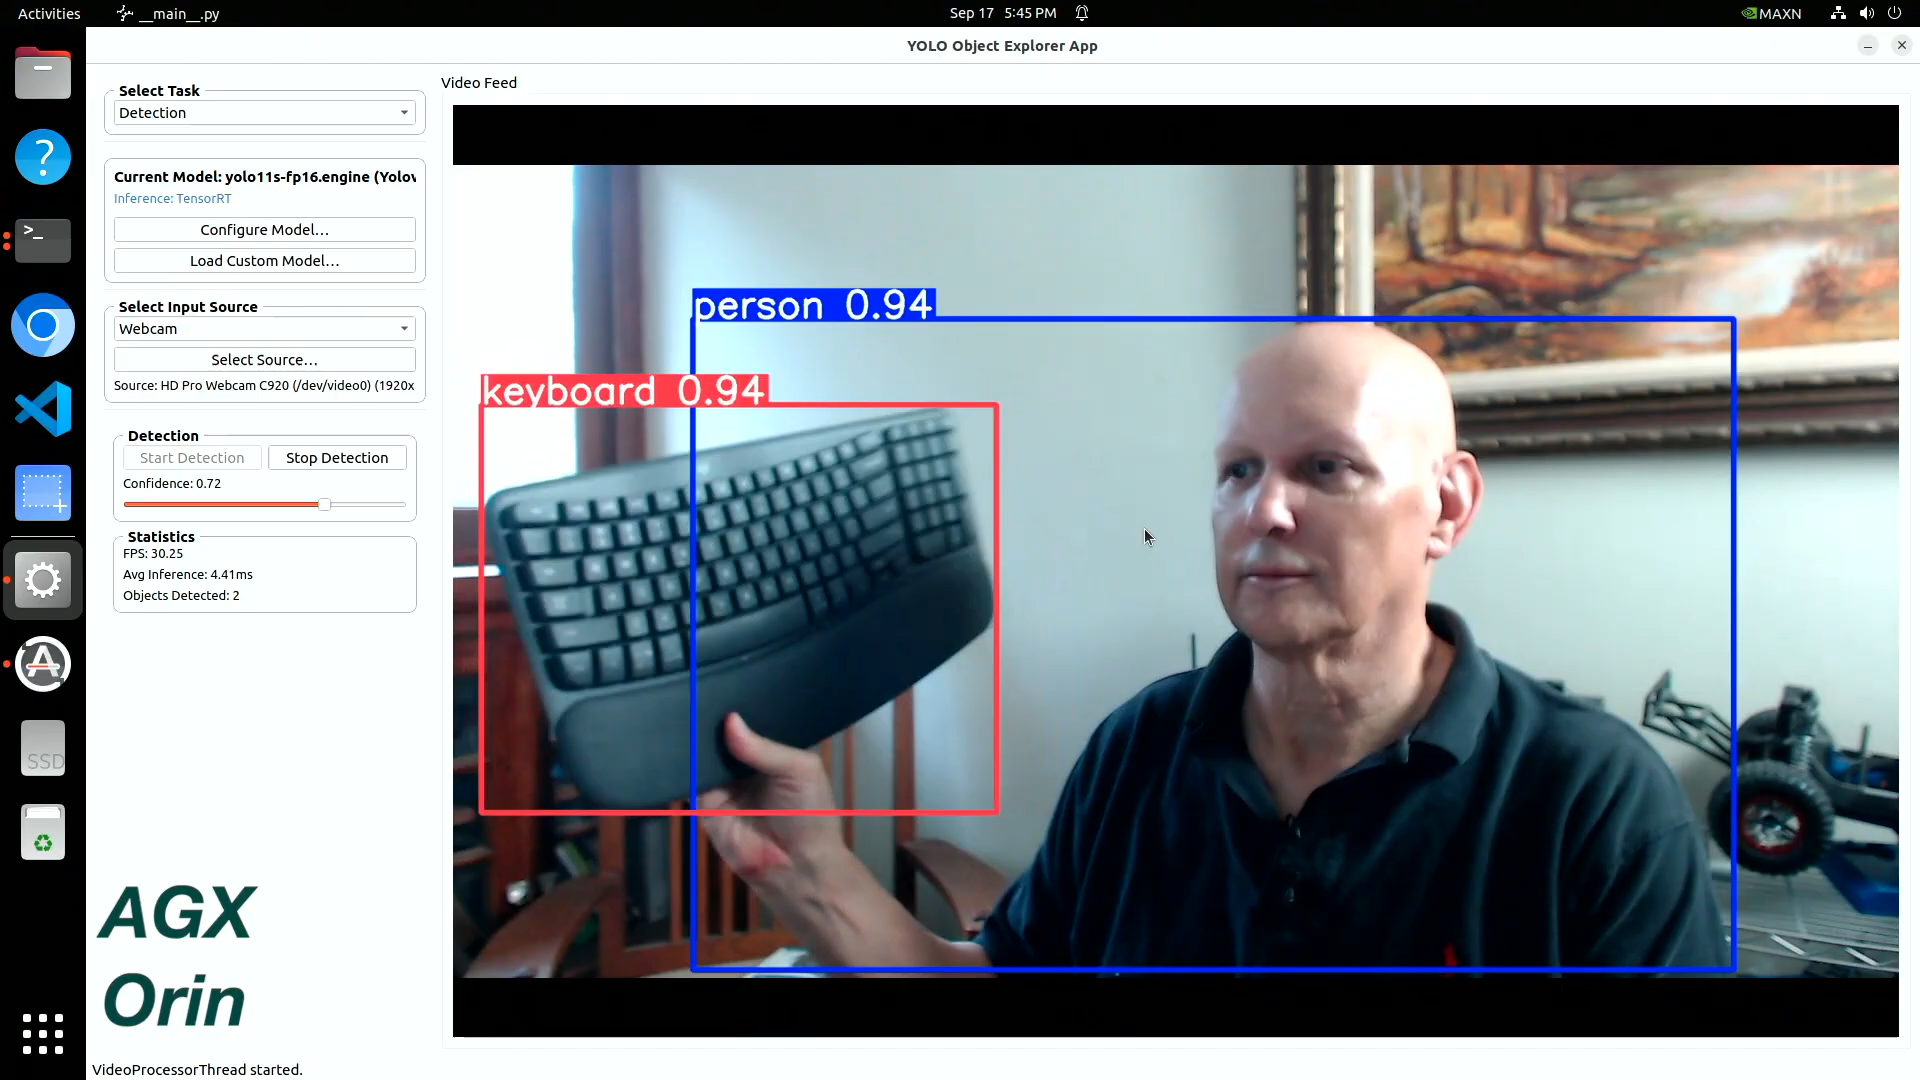 Activities
__main__.py
Sep 17 5:45 PM
MAXN
YOLO Object Explorer App
Select Task
Detection
Current Model: yolo11s-fp16.engine (Yolov
Inference: TensorRT
Configure Model...
Load Custom Model...
Select Input Source
Webcam
Select Source...
Source: HD Pro Webcam C920 (/dev/video0) (1920x
Detection
Start Detection
Stop Detection
Confidence: 0.72
Statistics
FPS: 30.25
Avg Inference: 4.41ms
Objects Detected: 2
SSD
AGX
Orin
VideoProcessorThread started.
Video Feed
person 0.94
keyboard 0.94